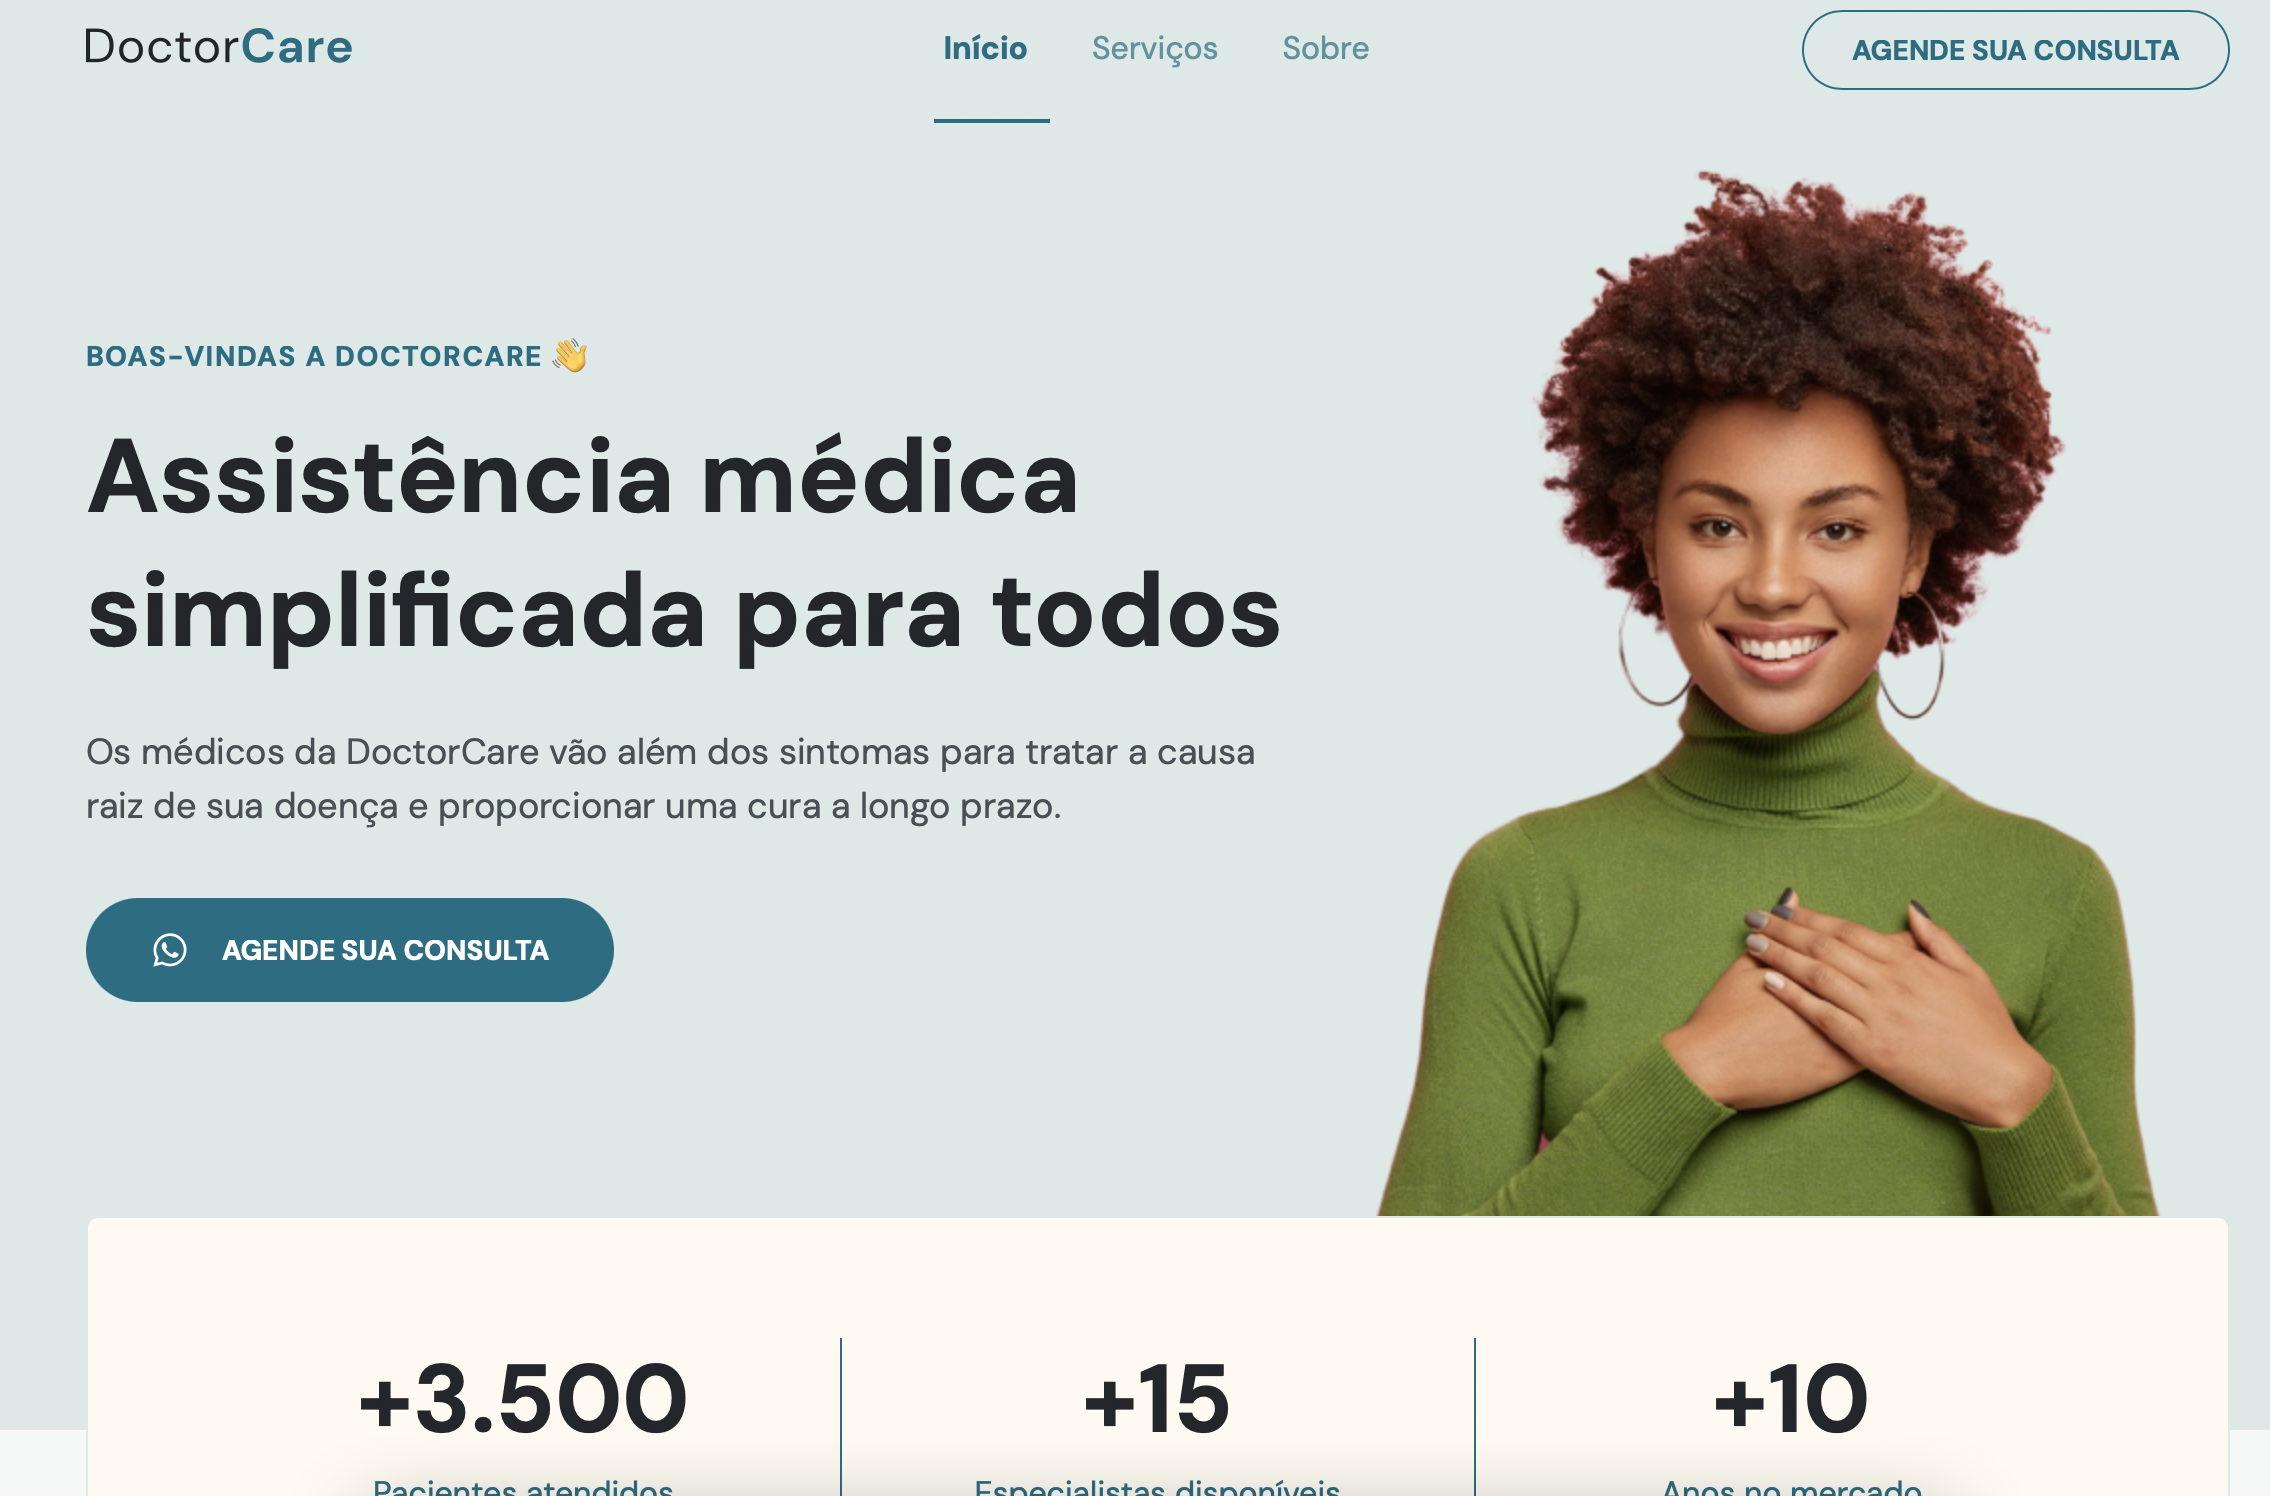 DoctorCare
Início
Serviços
Sobre
AGENDE SUA CONSULTA
BOAS-VINDAS A DOCTORCARE 👋
Assistência médica
simplificada para todos
Os médicos da DoctorCare vão além dos sintomas para tratar a causa
raiz de sua doença e proporcionar uma cura a longo prazo.
AGENDE SUA CONSULTA
+3.500
+15
+10
Pacientes atendidos
Especialistas disponíveis
Anos no mercado